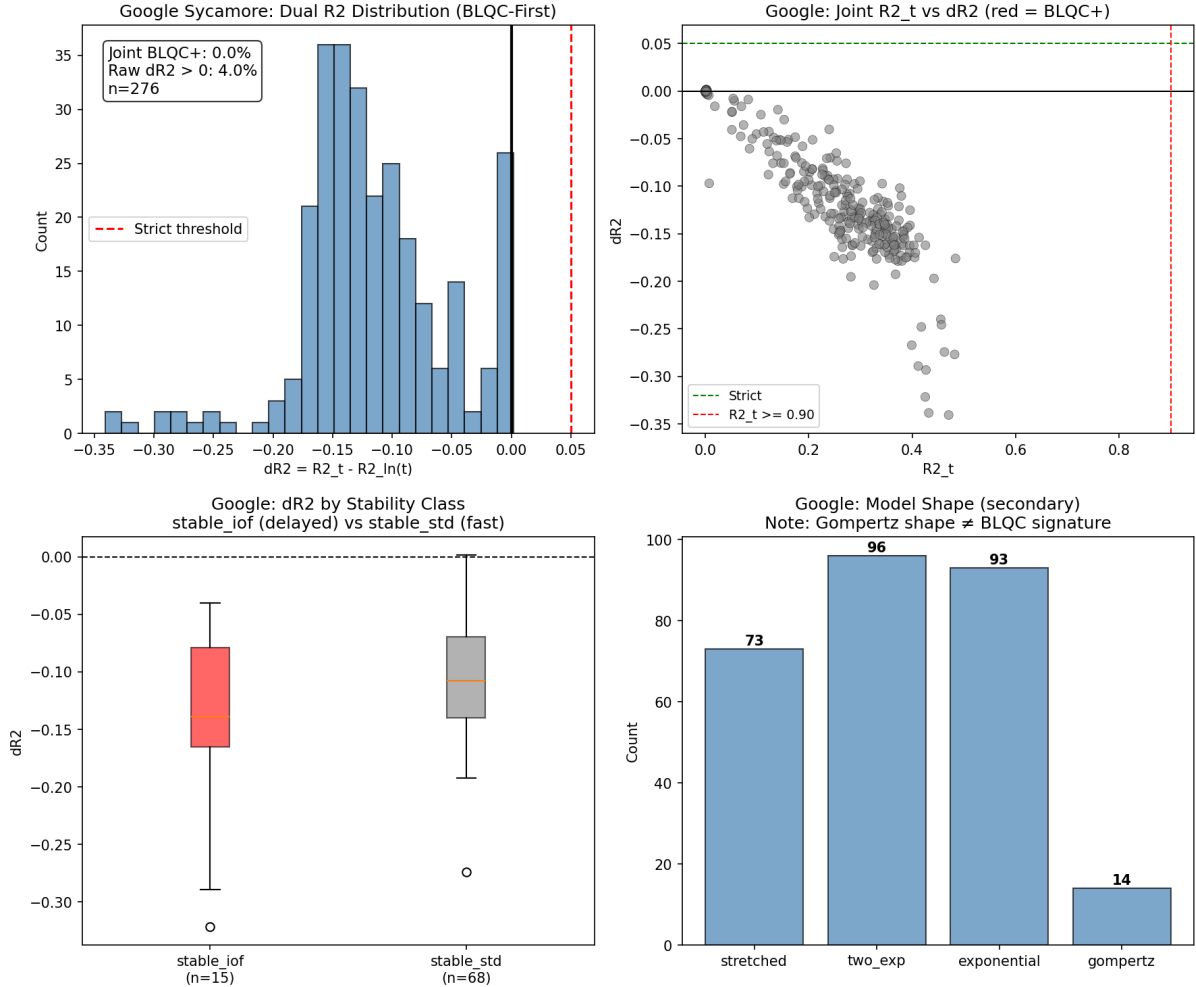 Google Sycamore: Dual R2 Distribution (BLQC-First)
Joint BLQC+: 0.0%
Raw dR2 > 0: 4.0%
n=276
Strict threshold
Count
35
30
25
20
15
10
5
0
−0.35
−0.30
−0.25
−0.20
−0.15
−0.10
−0.05
0.00
0.05
dR2 = R2_t - R2_ln(t)
Google: Joint R2_t vs dR2 (red = BLQC+)
dR2
0.05
0.00
−0.05
−0.10
−0.15
−0.20
−0.25
−0.30
−0.35
Strict
R2_t >= 0.90
0.0
0.2
0.4
0.6
0.8
R2_t
Google: dR2 by Stability Class
stable_iof (delayed) vs stable_std (fast)
dR2
0.00
−0.05
−0.10
−0.15
−0.20
−0.25
−0.30
stable_iof
(n=15)
stable_std
(n=68)
Google: Model Shape (secondary)
Note: Gompertz shape ≠ BLQC signature
Count
100
80
60
40
20
0
73
96
93
14
stretched
two_exp
exponential
gompertz